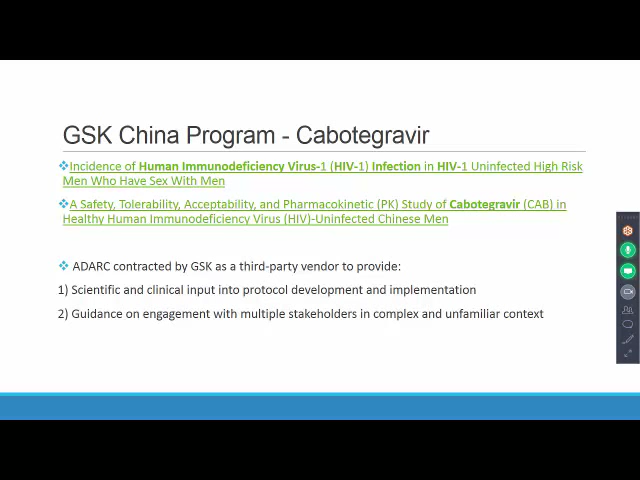 GSK China Program - Cabotegravir
❖Incidence of Human Immunodeficiency Virus-1 (HIV-1) Infection in HIV-1 Uninfected High Risk
Men Who Have Sex With Men
❖A Safety, Tolerability, Acceptability, and Pharmacokinetic (PK) Study of Cabotegravir (CAB) in
Healthy Human Immunodeficiency Virus (HIV)-Uninfected Chinese Men
❖ ADARC contracted by GSK as a third-party vendor to provide:
1) Scientific and clinical input into protocol development and implementation
2) Guidance on engagement with multiple stakeholders in complex and unfamiliar context